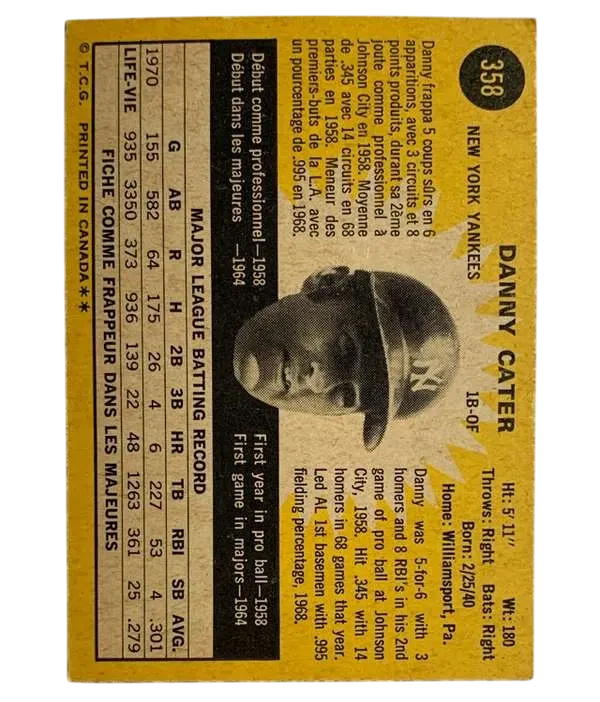 358
NEW YORK YANKEES
DANNY CATER
1B-OF
Ht: 5' 11" Wt: 180
Throws: Right Bats: Right
Born: 2/25/40
Home: Williamsport, Pa.
Danny frappa 5 coups sûrs en 6
apparitions, avec 3 circuits et 8
points produits, durant sa 2ème
joute comme professionnel à
Johnson City en 1958. Moyenne
de .345 avec 14 circuits en 68
parties en 1958. Meneur des
premiers-buts de la L.A. avec
un pourcentage de .995 en 1968.
NY
Danny was 5-for-6 with 3
homers and 8 RBI's in his 2nd
game of pro ball at Johnson
City, 1958. Hit .345 with 14
homers in 68 games that year.
Led AL 1st basemen with .995
fielding percentage, 1968.
Début comme professionnel—1958
Début dans les majeures —1964
First year in pro ball—1958
First game in majors—1964
MAJOR LEAGUE BATTING RECORD
G AB R H 2B 3B HR TB RBI SB AVG.
1970 155 582 64 175 26 4 6 227 53 4 .301
LIFE-VIE 935 3350 373 936 139 22 48 1263 361 25 .279
FICHE COMME FRAPPEUR DANS LES MAJEURES
© T.C.G. PRINTED IN CANADA**